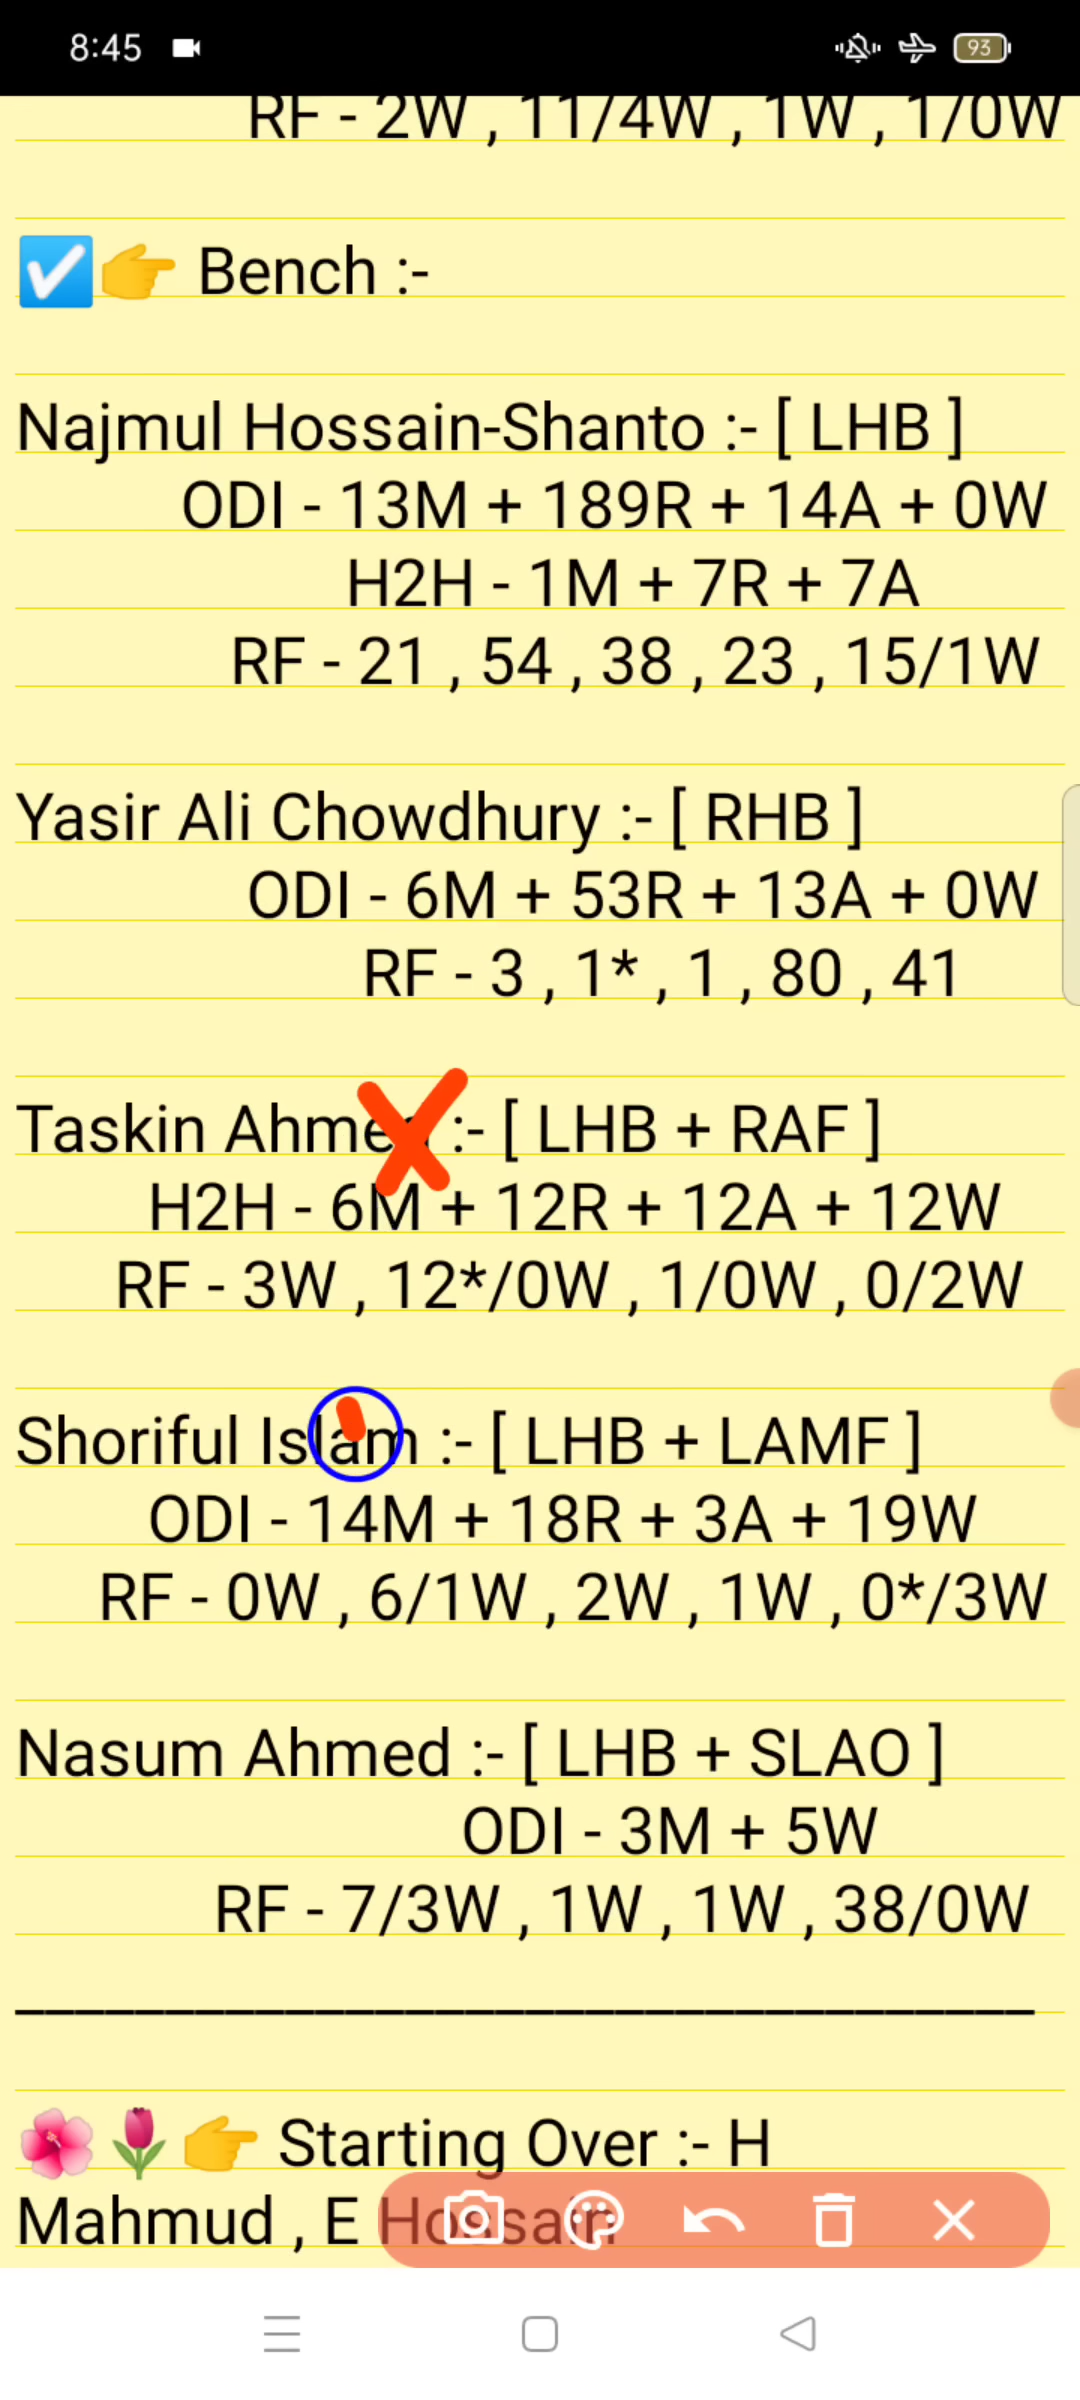 8:45 93
RF - 2W , 11/4W , 1W , 1/0W
Bench :-
Najmul Hossain-Shanto :- [ LHB ]
ODI - 13M + 189R + 14A + 0W
H2H - 1M + 7R + 7A
RF - 21 , 54 , 38 , 23 , 15/1W
Yasir Ali Chowdhury :- [ RHB ]
ODI - 6M + 53R + 13A + 0W
RF - 3 , 1* , 1 , 80 , 41
Taskin Ahmed :- [ LHB + RAF ]
H2H - 6M + 12R + 12A + 12W
RF - 3W , 12*/0W , 1/0W , 0/2W
Shoriful Islam :- [ LHB + LAMF ]
ODI - 14M + 18R + 3A + 19W
RF - 0W , 6/1W , 2W , 1W , 0*/3W
Nasum Ahmed :- [ LHB + SLAO ]
ODI - 3M + 5W
RF - 7/3W , 1W , 1W , 38/0W
Starting Over :- H
Mahmud , E Hossain